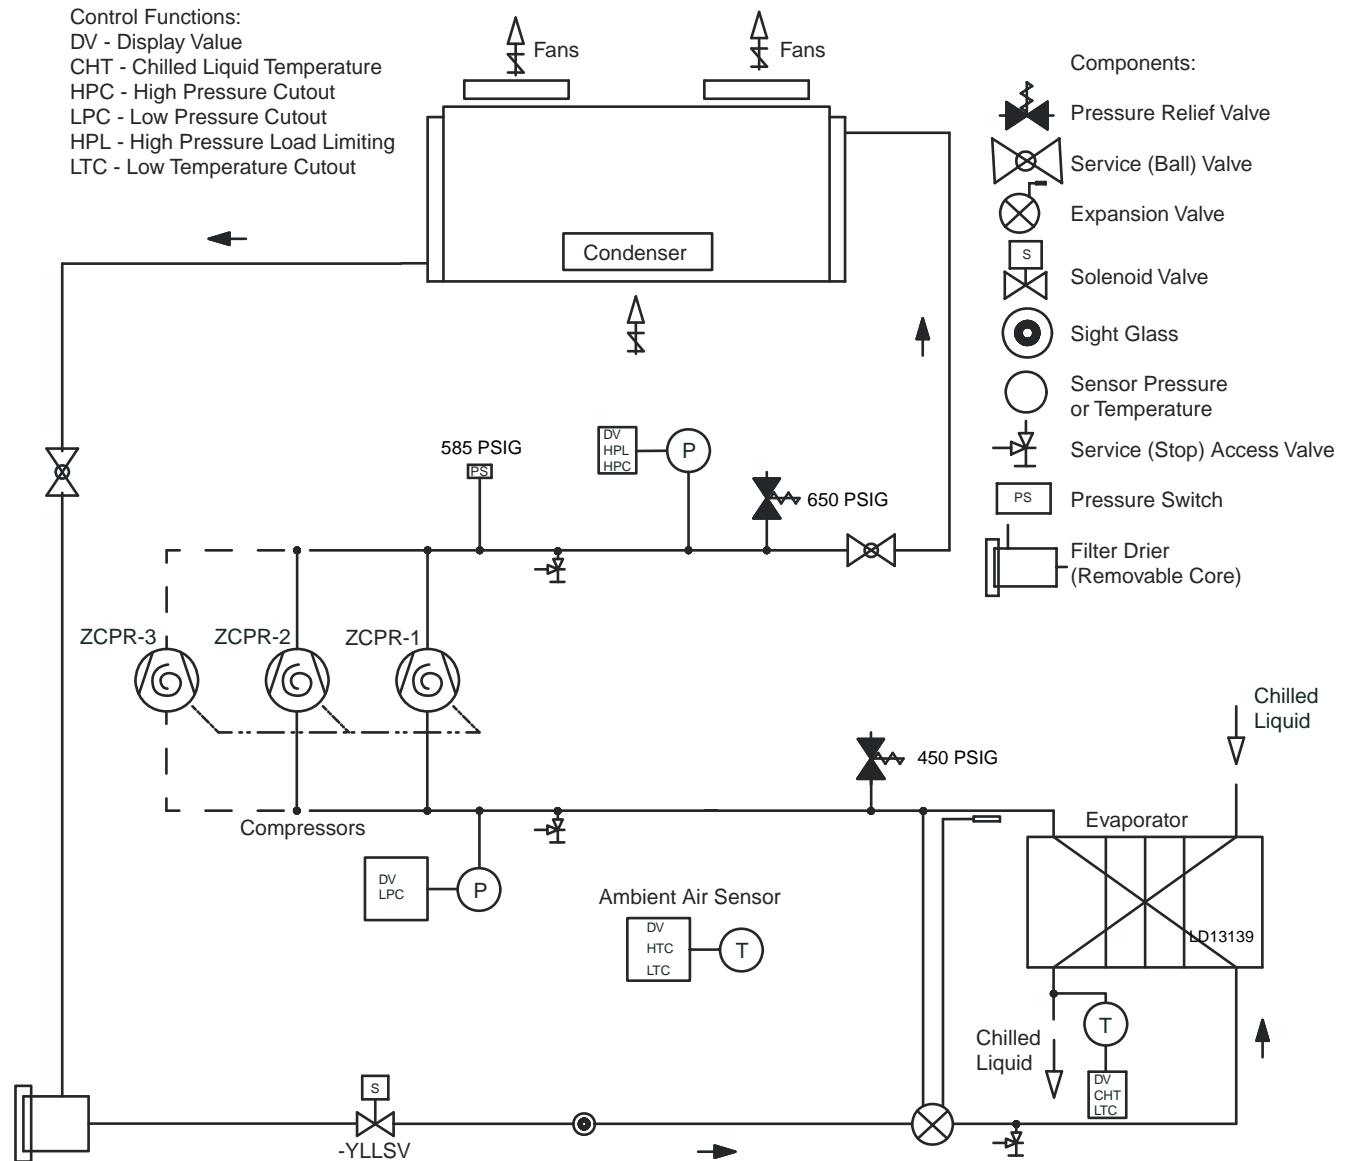 Control Functions:
DV - Display Value
CHT - Chilled Liquid Temperature
HPC - High Pressure Cutout
LPC - Low Pressure Cutout
HPL - High Pressure Load Limiting
LTC - Low Temperature Cutout
Fans
Fans
Components:
Pressure Relief Valve
Service (Ball) Valve
Expansion Valve
S
Solenoid Valve
Sight Glass
Sensor Pressure
or Temperature
Service (Stop) Access Valve
PS
Pressure Switch
Filter Drier
(Removable Core)
Condenser
585 PSIG
PS
DV
HPL
HPC
P
650 PSIG
ZCPR-3
ZCPR-2
ZCPR-1
Chilled
Liquid
450 PSIG
Compressors
Evaporator
DV
LPC
P
Ambient Air Sensor
DV
HTC
LTC
T
LD13139
T
Chilled
Liquid
DV
CHT
LTC
S
-YLLSV